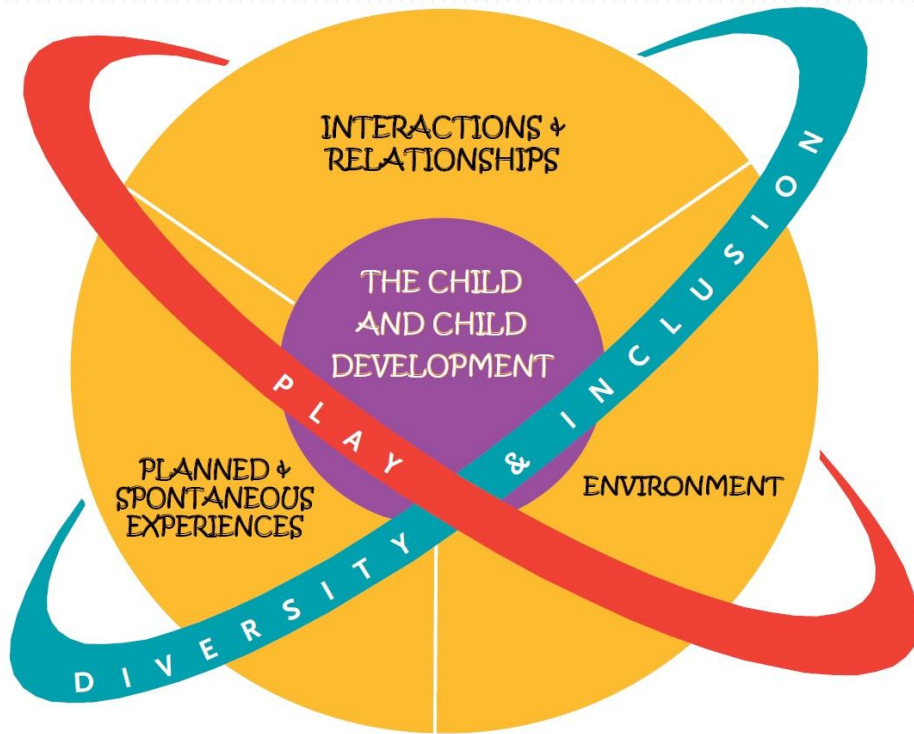 INTERACTIONS &
RELATIONSHIPS
THE CHILD
AND CHILD
DEVELOPMENT
PLAY
DIVERSITY & INCLUSION
PLANNED &
SPONTANEOUS
EXPERIENCES
ENVIRONMENT